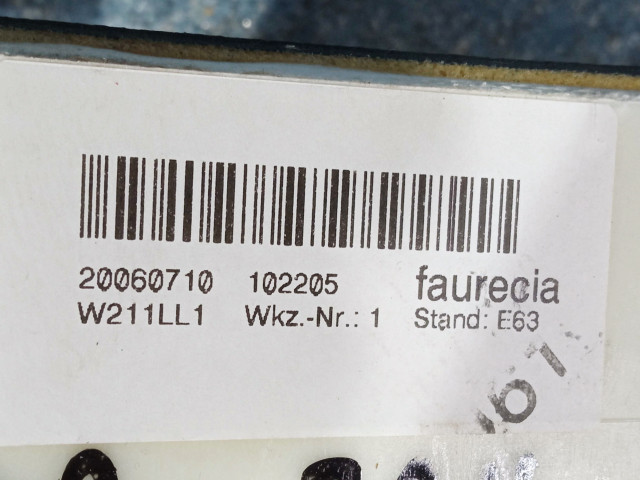 20060710 102205 faurecia
W211LL1 Wkz.-Nr.: 1 Stand: E63